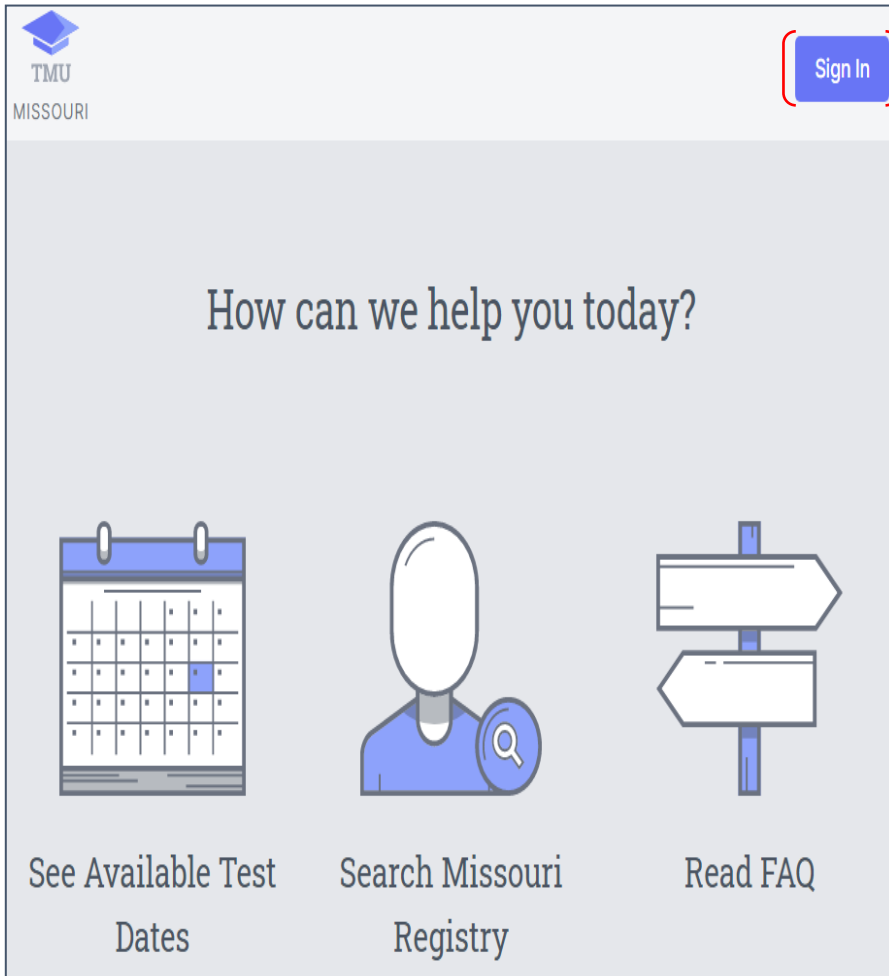 TMU
MISSOURI
Sign In
How can we help you today?
See Available Test
Dates
Search Missouri
Registry
Read FAQ